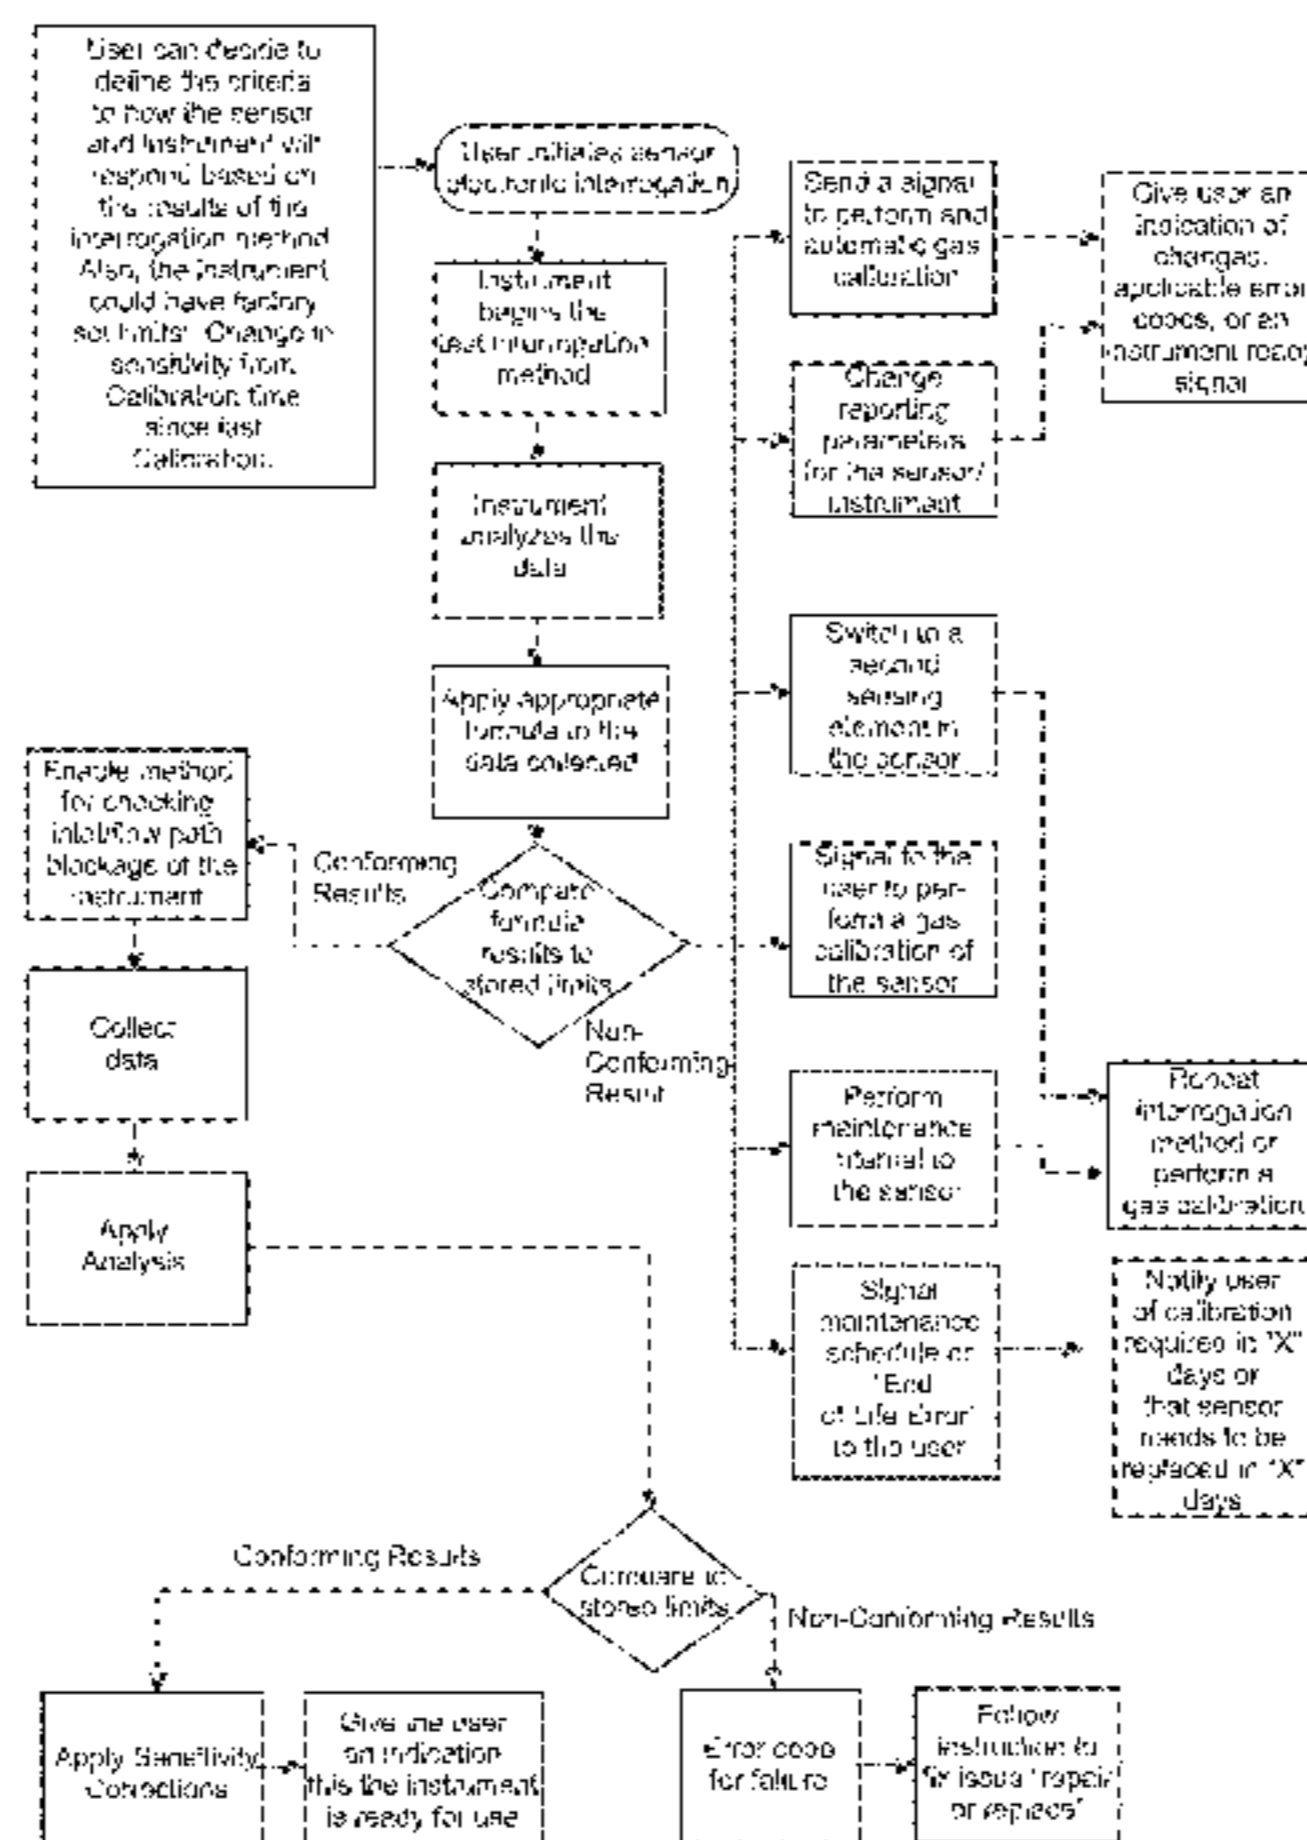 User can decide to
define the criteria
to how the sensor
and instrument will
respond based on
the results of the
interrogation method
Also, the instrument
could have factory
set limits. Change in
sensitivity from
Calibration time
since last
Calibration.
User initiates sensor
electronic interrogation
Instrument
begins the
test interrogation
method
Instrument
analyzes the
data
Apply appropriate
formula to the
data collected
Compare
formula
results to
stored limits
Conforming
Results
Non-
Conforming
Result
Enable method
for checking
inlet/flow path
blockage of the
instrument
Collect
data
Apply
Analysis
Send a signal
to perform and
automatic gas
calibration
Change
reporting
parameters
for the sensor/
instrument
Switch to a
second
sensing
element in
the sensor
Signal to the
user to per-
form a gas
calibration of
the sensor
Perform
maintenance
internal to
the sensor
Signal
maintenance
schedule or
"End
of Life Error"
to the user
Give user an
indication of
changes,
applicable error
codes, or an
instrument ready
signal
Repeat
interrogation
method or
perform a
gas calibration
Notify user
of calibration
required in "X"
days or
that sensor
needs to be
replaced in "X"
days
Compare to
stored limits
Conforming Results
Non-Conforming Results
Apply Sensitivity
Corrections
Give the user
an indication
this the instrument
is ready for use
Error code
for failure
Follow
instruction to
fix issue "repair
or replace"